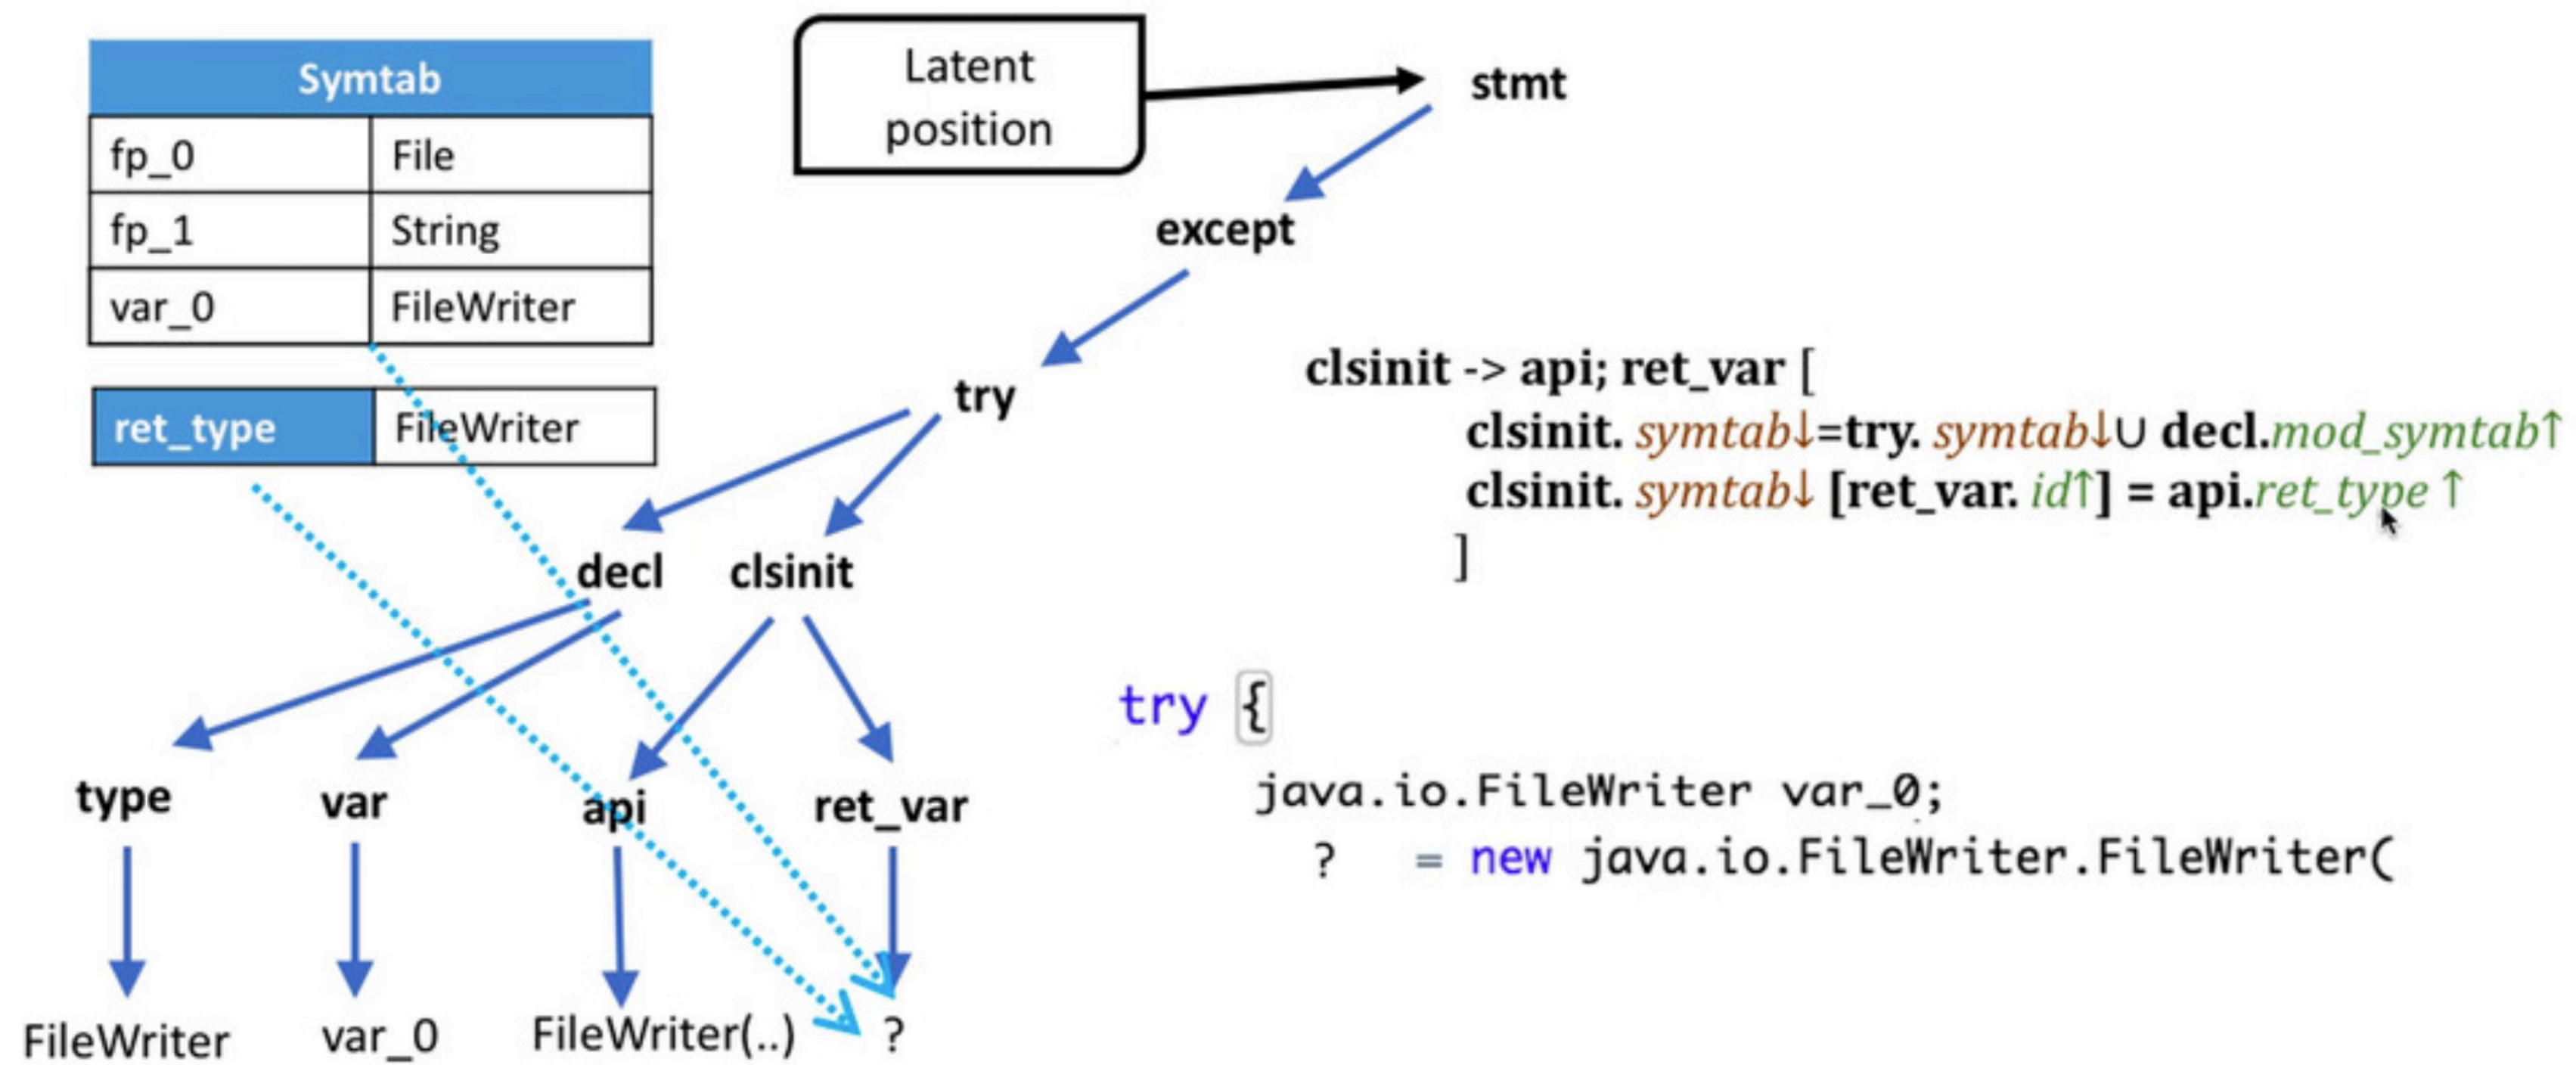 Symtab
fp_0 File
fp_1 String
var_0 FileWriter
ret_type FileWriter
Latent
position
stmt
except
try
decl clsinit
type var api ret_var
FileWriter var_0 FileWriter(..) ?
clsinit -> api; ret_var [
clsinit. symtab↓=try. symtab↓∪ decl.mod_symtab↑
clsinit. symtab↓ [ret_var. id↑] = api.ret_type ↑
]
try {
java.io.FileWriter var_0;
? = new java.io.FileWriter.FileWriter(